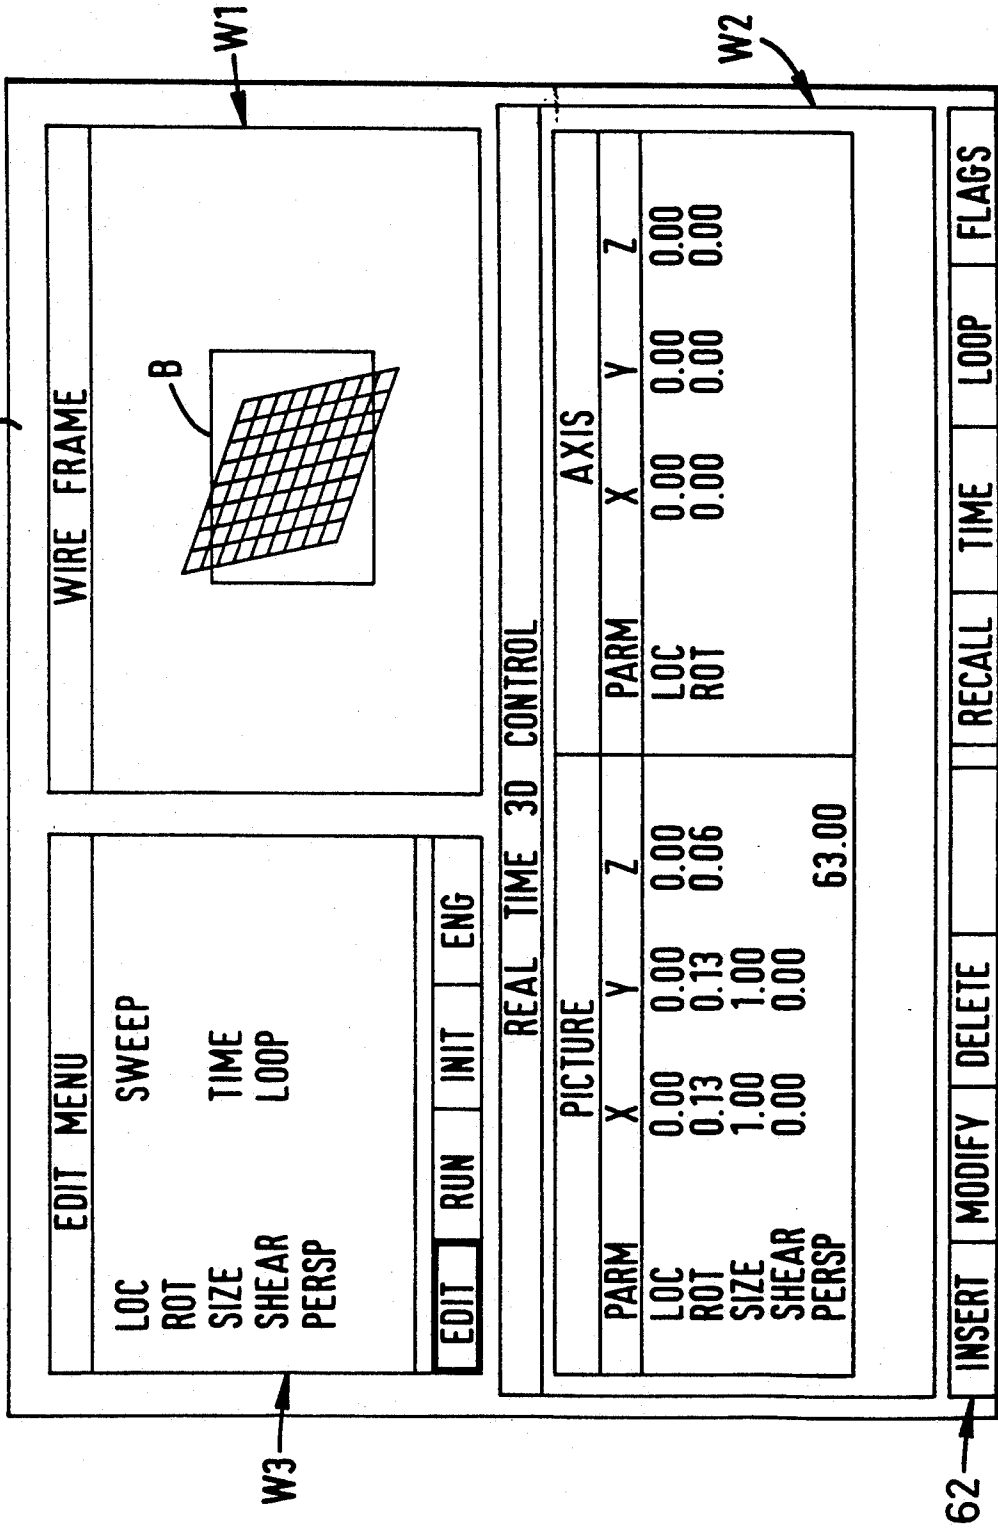 EDIT MENU
LOC SWEEP
ROT
SIZE TIME
SHEAR LOOP
PERSP
EDIT RUN INIT ENG
W3
WIRE FRAME
B
W1
REAL TIME 3D CONTROL
W2
PICTURE AXIS
PARM X Y Z PARM X Y Z
LOC 0.00 0.00 0.00 LOC 0.00 0.00 0.00
ROT 0.13 0.13 0.06 ROT 0.00 0.00 0.00
SIZE 1.00 1.00
SHEAR 0.00 0.00
PERSP 63.00
INSERT MODIFY DELETE RECALL TIME LOOP FLAGS
62